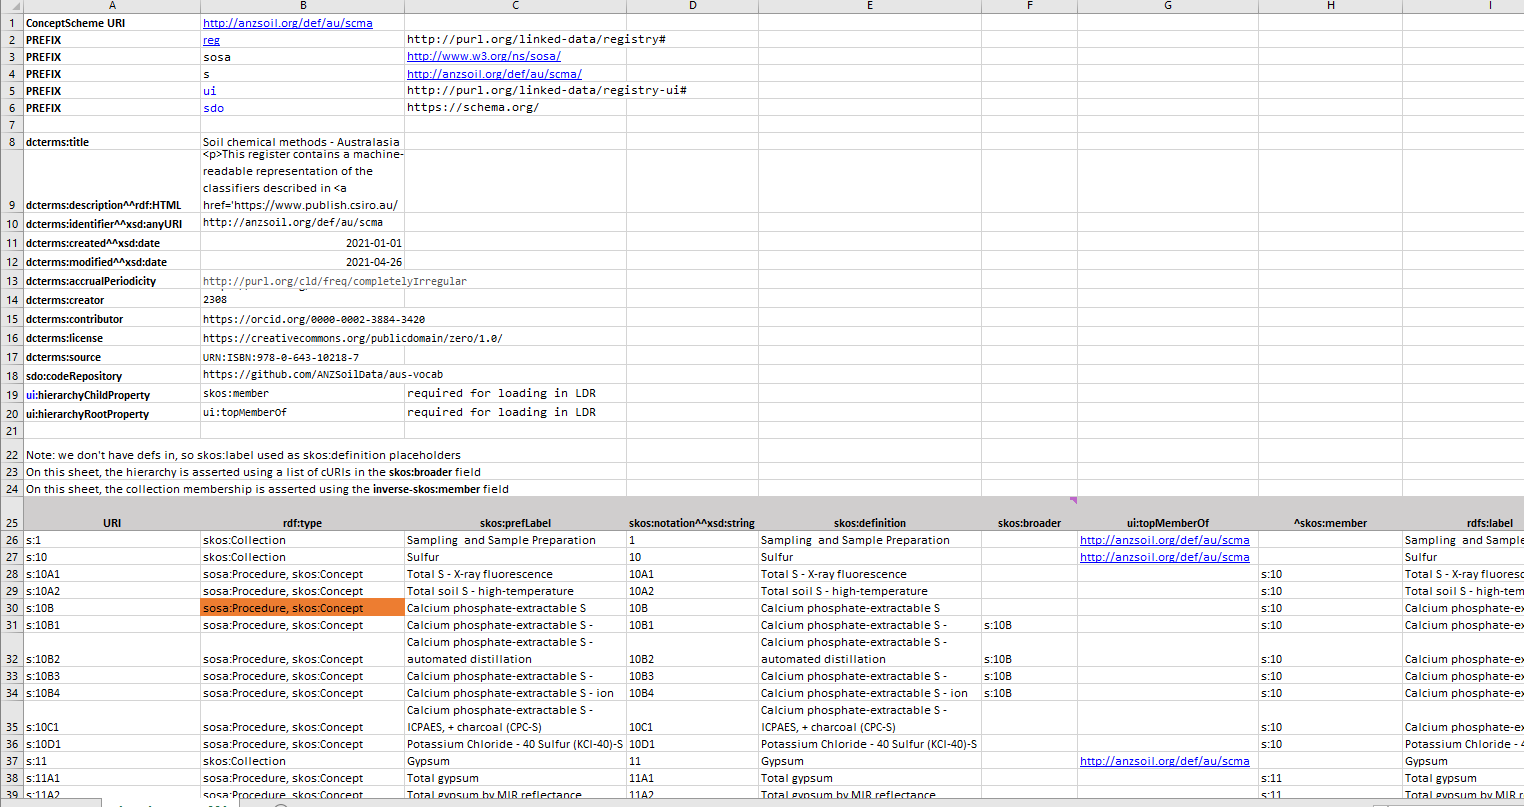 A B C D E F G H I
1 ConceptScheme URI http://anzsoil.org/def/au/scma
2 PREFIX reg http://purl.org/linked-data/registry#
3 PREFIX sosa http://www.w3.org/ns/sosa/
4 PREFIX s http://anzsoil.org/def/au/scma/
5 PREFIX ui http://purl.org/linked-data/registry-ui#
6 PREFIX sdo https://schema.org/
7
8 dcterms:title Soil chemical methods - Australasia
<p>This register contains a machine-
readable representation of the
classifiers described in <a
9 dcterms:description^^rdf:HTML href='https://www.publish.csiro.au/
10 dcterms:identifier^^xsd:anyURI http://anzsoil.org/def/au/scma
11 dcterms:created^^xsd:date 2021-01-01
12 dcterms:modified^^xsd:date 2021-04-26
13 dcterms:accrualPeriodicity http://purl.org/cld/freq/completelyIrregular
14 dcterms:creator 2308
15 dcterms:contributor https://orcid.org/0000-0002-3884-3420
16 dcterms:license https://creativecommons.org/publicdomain/zero/1.0/
17 dcterms:source URN:ISBN:978-0-643-10218-7
18 sdo:codeRepository https://github.com/ANZSoilData/aus-vocab
19 ui:hierarchyChildProperty skos:member required for loading in LDR
20 ui:hierarchyRootProperty ui:topMemberOf required for loading in LDR
21
22 Note: we don't have defs in, so skos:label used as skos:definition placeholders
23 On this sheet, the hierarchy is asserted using a list of cURIs in the skos:broader field
24 On this sheet, the collection membership is asserted using the inverse-skos:member field
25 URI rdf:type skos:prefLabel skos:notation^^xsd:string skos:definition skos:broader ui:topMemberOf ^skos:member rdfs:label
26 s:1 skos:Collection Sampling  and Sample Preparation 1 Sampling  and Sample Preparation http://anzsoil.org/def/au/scma Sampling  and Sample
27 s:10 skos:Collection Sulfur 10 Sulfur http://anzsoil.org/def/au/scma Sulfur
28 s:10A1 sosa:Procedure, skos:Concept Total S - X-ray fluorescence 10A1 Total S - X-ray fluorescence s:10 Total S - X-ray fluoresc
29 s:10A2 sosa:Procedure, skos:Concept Total soil S - high-temperature 10A2 Total soil S - high-temperature s:10 Total soil S - high-tem
30 s:10B sosa:Procedure, skos:Concept Calcium phosphate-extractable S 10B Calcium phosphate-extractable S s:10 Calcium phosphate-ex
31 s:10B1 sosa:Procedure, skos:Concept Calcium phosphate-extractable S - 10B1 Calcium phosphate-extractable S - s:10B s:10 Calcium phosphate-ex
Calcium phosphate-extractable S - Calcium phosphate-extractable S -
32 s:10B2 sosa:Procedure, skos:Concept automated distillation 10B2 automated distillation s:10B s:10 Calcium phosphate-ex
33 s:10B3 sosa:Procedure, skos:Concept Calcium phosphate-extractable S - 10B3 Calcium phosphate-extractable S - s:10B s:10 Calcium phosphate-ex
34 s:10B4 sosa:Procedure, skos:Concept Calcium phosphate-extractable S - ion 10B4 Calcium phosphate-extractable S - ion s:10B s:10 Calcium phosphate-ex
Calcium phosphate-extractable S - Calcium phosphate-extractable S -
35 s:10C1 sosa:Procedure, skos:Concept ICPAES, + charcoal (CPC-S) 10C1 ICPAES, + charcoal (CPC-S) s:10 Calcium phosphate-ex
36 s:10D1 sosa:Procedure, skos:Concept Potassium Chloride - 40 Sulfur (KCl-40)-S 10D1 Potassium Chloride - 40 Sulfur (KCl-40)-S s:10 Potassium Chloride - 4
37 s:11 skos:Collection Gypsum 11 Gypsum http://anzsoil.org/def/au/scma Gypsum
38 s:11A1 sosa:Procedure, skos:Concept Total gypsum 11A1 Total gypsum s:11 Total gypsum
39 s:11A2 sosa:Procedure, skos:Concept Total gypsum by MIR reflectance 11A2 Total gypsum by MIR reflectance s:11 Total gypsum by MIR r